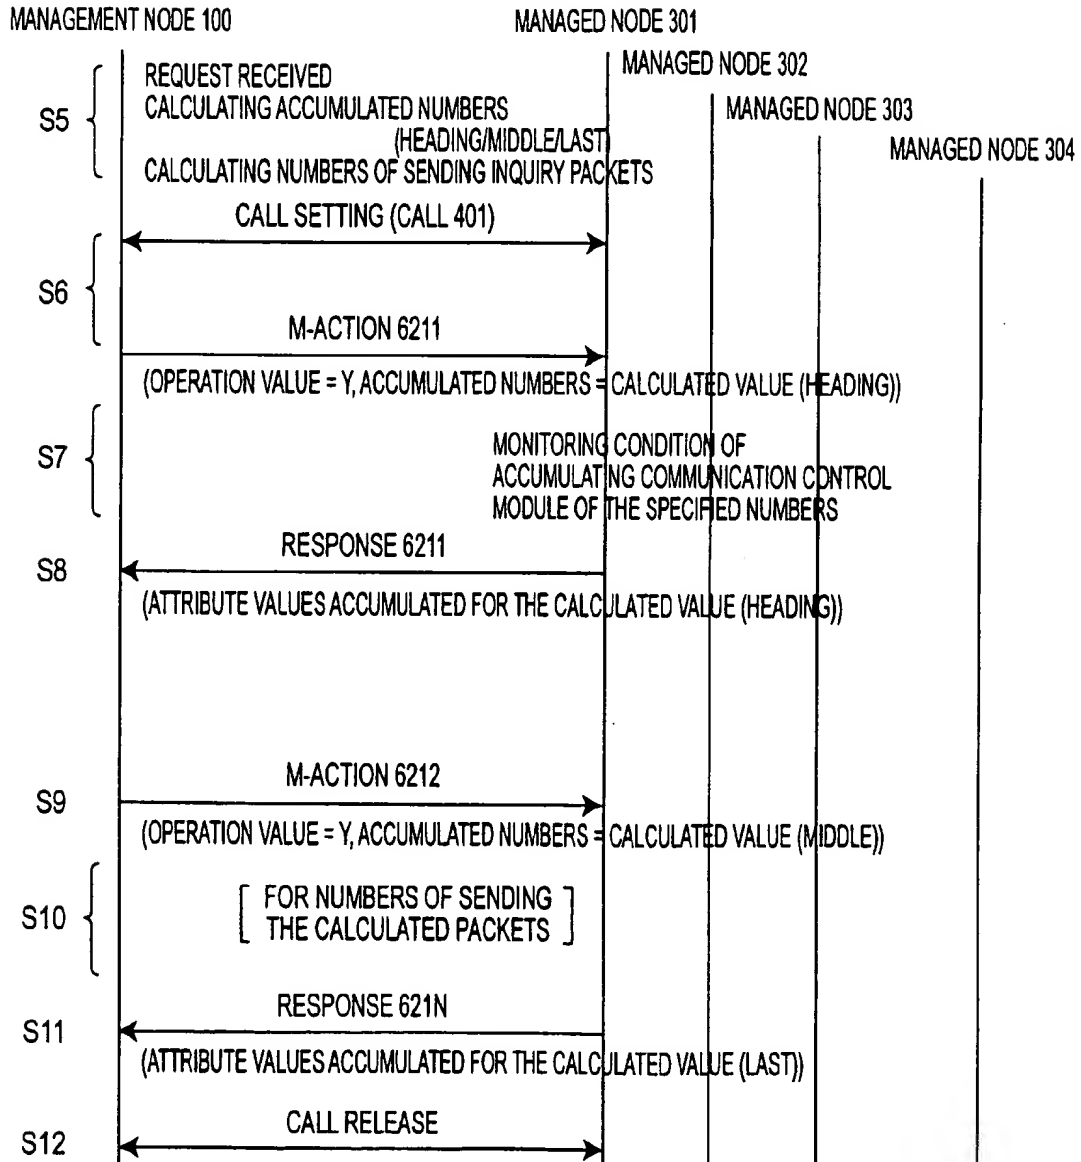 MANAGEMENT NODE 100
MANAGED NODE 301
MANAGED NODE 302
MANAGED NODE 303
MANAGED NODE 304
S5
REQUEST RECEIVED
CALCULATING ACCUMULATED NUMBERS
(HEADING/MIDDLE/LAST)
CALCULATING NUMBERS OF SENDING INQUIRY PACKETS
CALL SETTING (CALL 401)
S6
M-ACTION 6211
(OPERATION VALUE = Y, ACCUMULATED NUMBERS = CALCULATED VALUE (HEADING))
S7
MONITORING CONDITION OF
ACCUMULATING COMMUNICATION CONTROL
MODULE OF THE SPECIFIED NUMBERS
RESPONSE 6211
S8
(ATTRIBUTE VALUES ACCUMULATED FOR THE CALCULATED VALUE (HEADING))
M-ACTION 6212
S9
(OPERATION VALUE = Y, ACCUMULATED NUMBERS = CALCULATED VALUE (MIDDLE))
S10
[ FOR NUMBERS OF SENDING
THE CALCULATED PACKETS ]
RESPONSE 621N
S11
(ATTRIBUTE VALUES ACCUMULATED FOR THE CALCULATED VALUE (LAST))
CALL RELEASE
S12